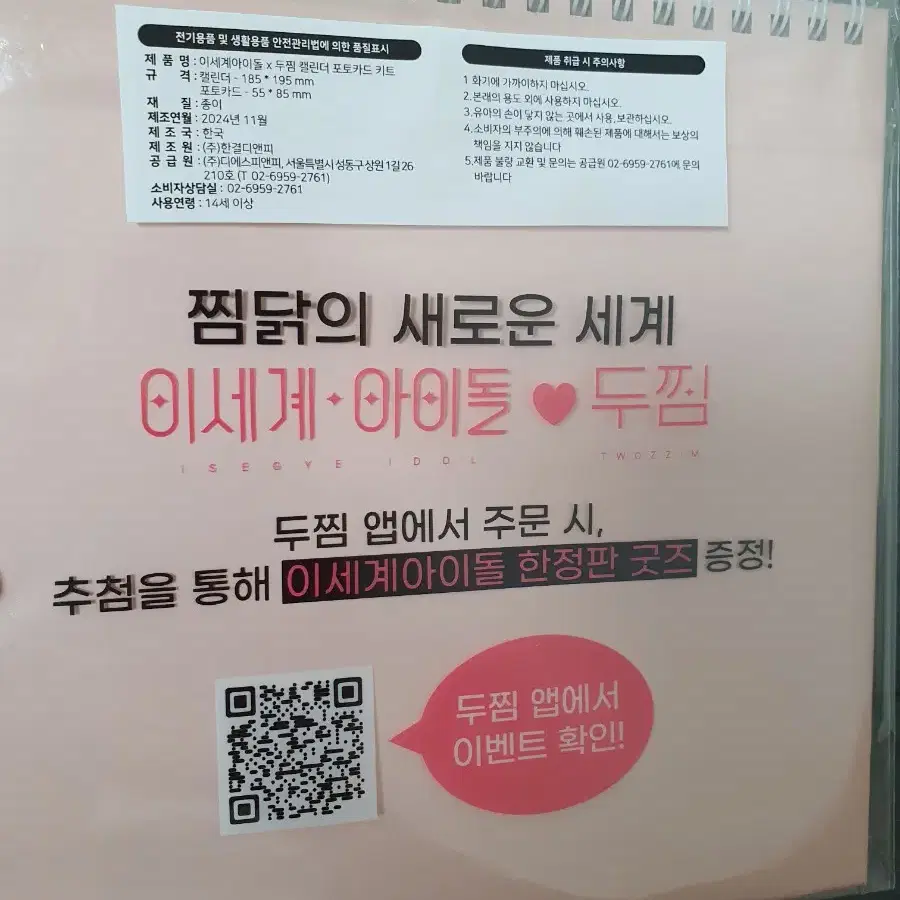 전기용품 및 생활용품 안전관리법에 의한 품질표시
제 품 명 : 이세계아이돌 x 두찜 캘린더 포토카드 키트
규 격 : 캘린더 - 185 * 195 mm
포토카드 - 55 * 85 mm
재 질 : 종이
제조연월 : 2024년 11월
제 조 국 : 한국
제 조 원 : (주)한결디앤피
공 급 원 : (주)디에스피앤피, 서울특별시 성동구 상원 1길 26
210호 (T 02-6959-2761)
소비자상담실 : 02-6959-2761
사용연령 : 14세 이상
제품 취급 시 주의사항
1 화기에 가까이하지 마십시오.
2.본래의 용도 외에 사용하지 마십시오.
3.유아의 손이 닿지 않는 곳에서 사용, 보관하십시오.
4.소비자의 부주의에 의해 훼손된 제품에 대해서는 보상의
책임을 지지 않습니다
5.제품 불량 교환 및 문의는 공급원 02-6959-2761에 문의
바랍니다
찜닭의 새로운 세계
이세계·아이돌 ♥ 두찜
ISEGYE IDOL TWOZZIM
두찜 앱에서 주문 시,
추첨을 통해 이세계아이돌 한정판 굿즈 증정!
두찜 앱에서
이벤트 확인!